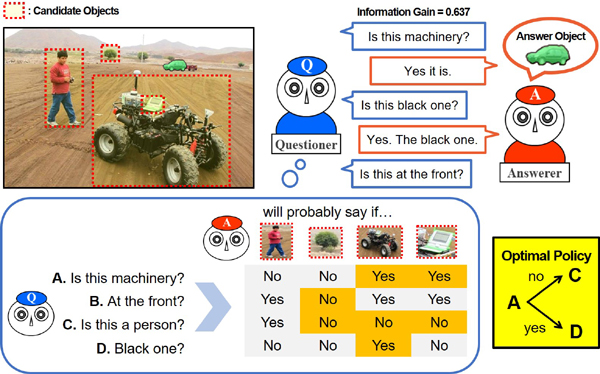 : Candidate Objects
Information Gain = 0.637
Is this machinery?
Answer Object
Yes it is.
Q
A
Is this black one?
Yes. The black one.
Questioner
Is this at the front?
Answerer
will probably say if…
A
A. Is this machinery?
No No Yes Yes
B. At the front?
Yes No Yes Yes
C. Is this a person?
Yes No No No
D. Black one?
No No Yes No
Q
Optimal Policy
no C
A
yes D